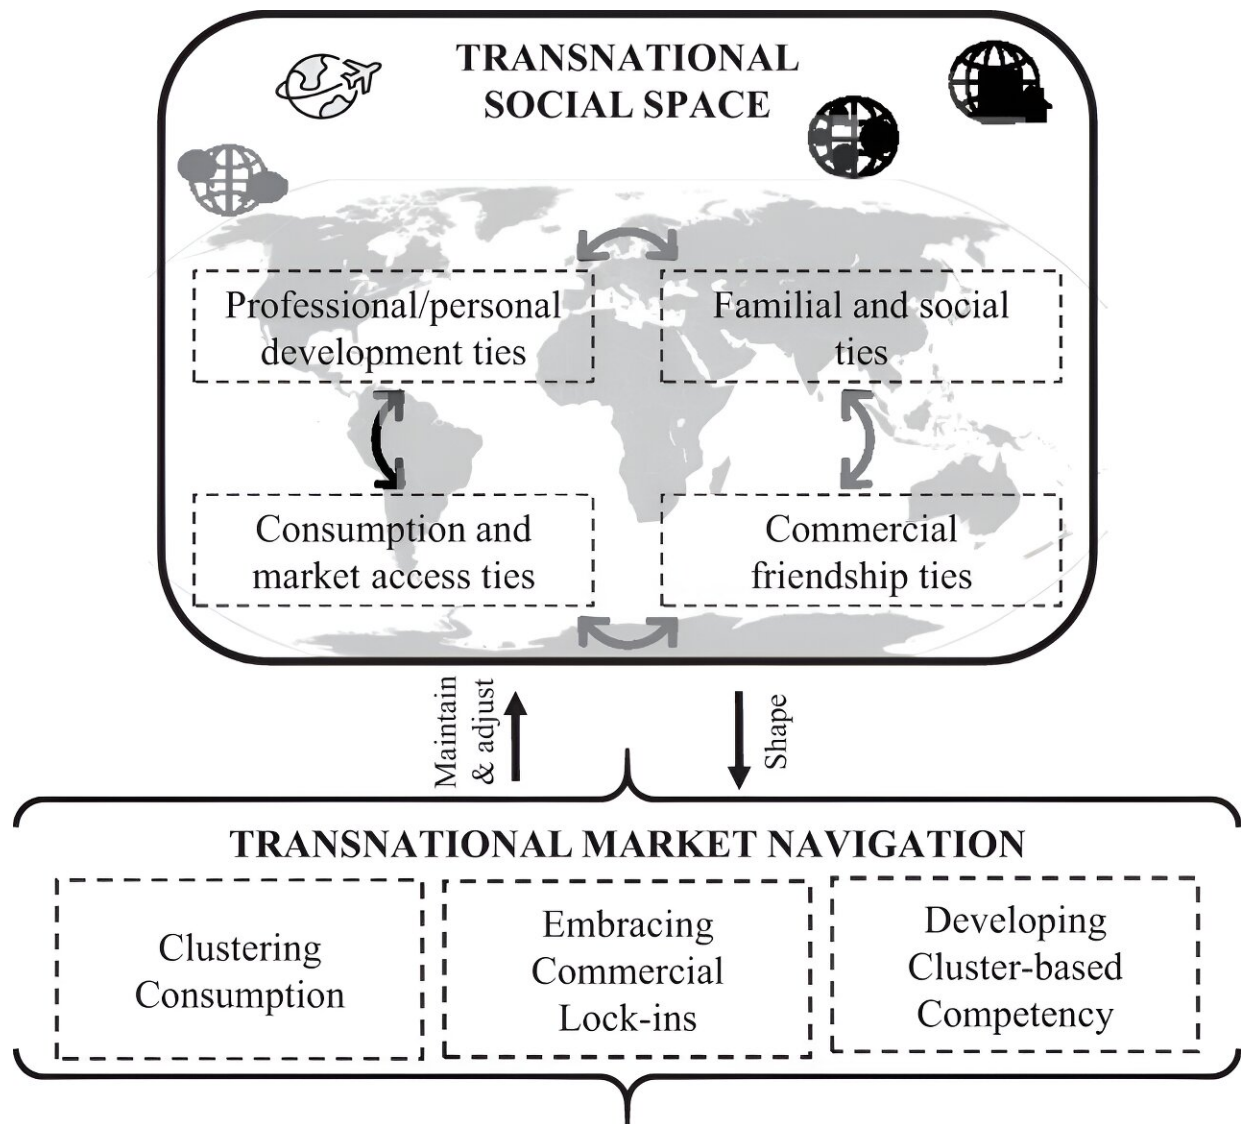 TRANSNATIONAL
SOCIAL SPACE
Professional/personal
development ties
Familial and social
ties
Consumption and
market access ties
Commercial
friendship ties
Maintain
& adjust
Shape
TRANSNATIONAL MARKET NAVIGATION
Clustering
Consumption
Embracing
Commercial
Lock-ins
Developing
Cluster-based
Competency